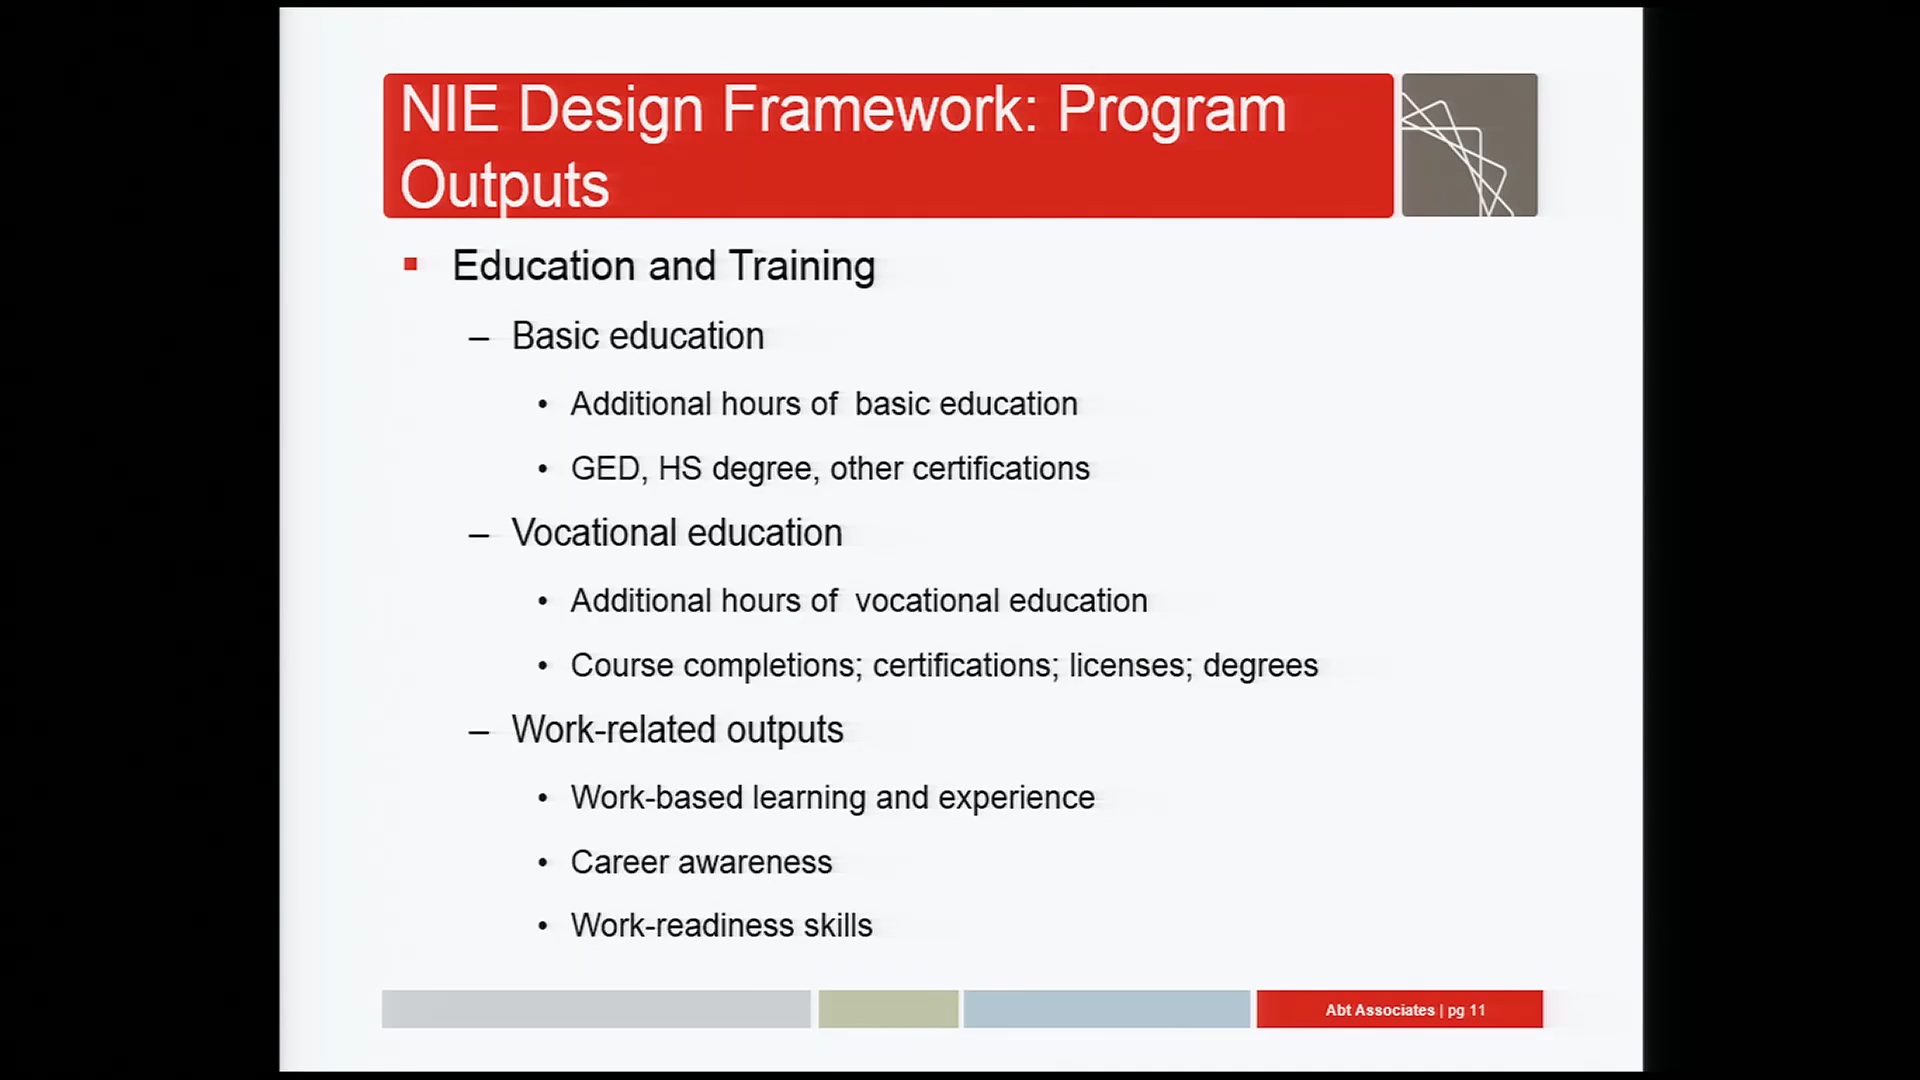 NIE Design Framework: Program
Outputs
▪ Education and Training
– Basic education
• Additional hours of basic education
• GED, HS degree, other certifications
– Vocational education
• Additional hours of vocational education
• Course completions; certifications; licenses; degrees
– Work-related outputs
• Work-based learning and experience
• Career awareness
• Work-readiness skills
Abt Associates | pg 11